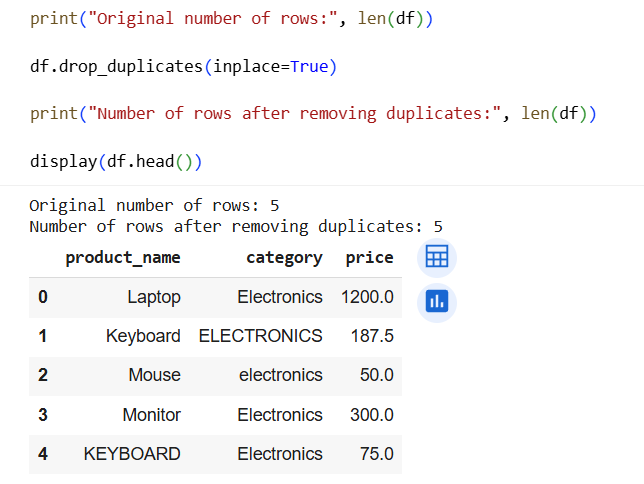 print("Original number of rows:", len(df))
df.drop_duplicates(inplace=True)
print("Number of rows after removing duplicates:", len(df))
display(df.head())
Original number of rows: 5
Number of rows after removing duplicates: 5
product_name category price
0 Laptop Electronics 1200.0
1 Keyboard ELECTRONICS 187.5
2 Mouse electronics 50.0
3 Monitor Electronics 300.0
4 KEYBOARD Electronics 75.0